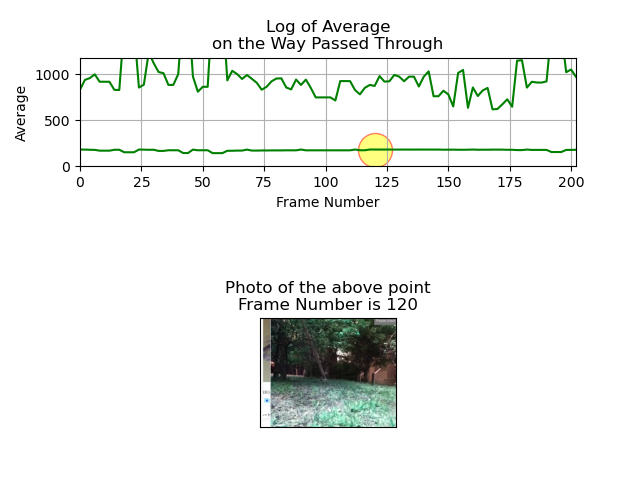 Log of Average
on the Way Passed Through
1000
500
0
Average
0 25 50 75 100 125 150 175 200
Frame Number
Photo of the above point
Frame Number is 120